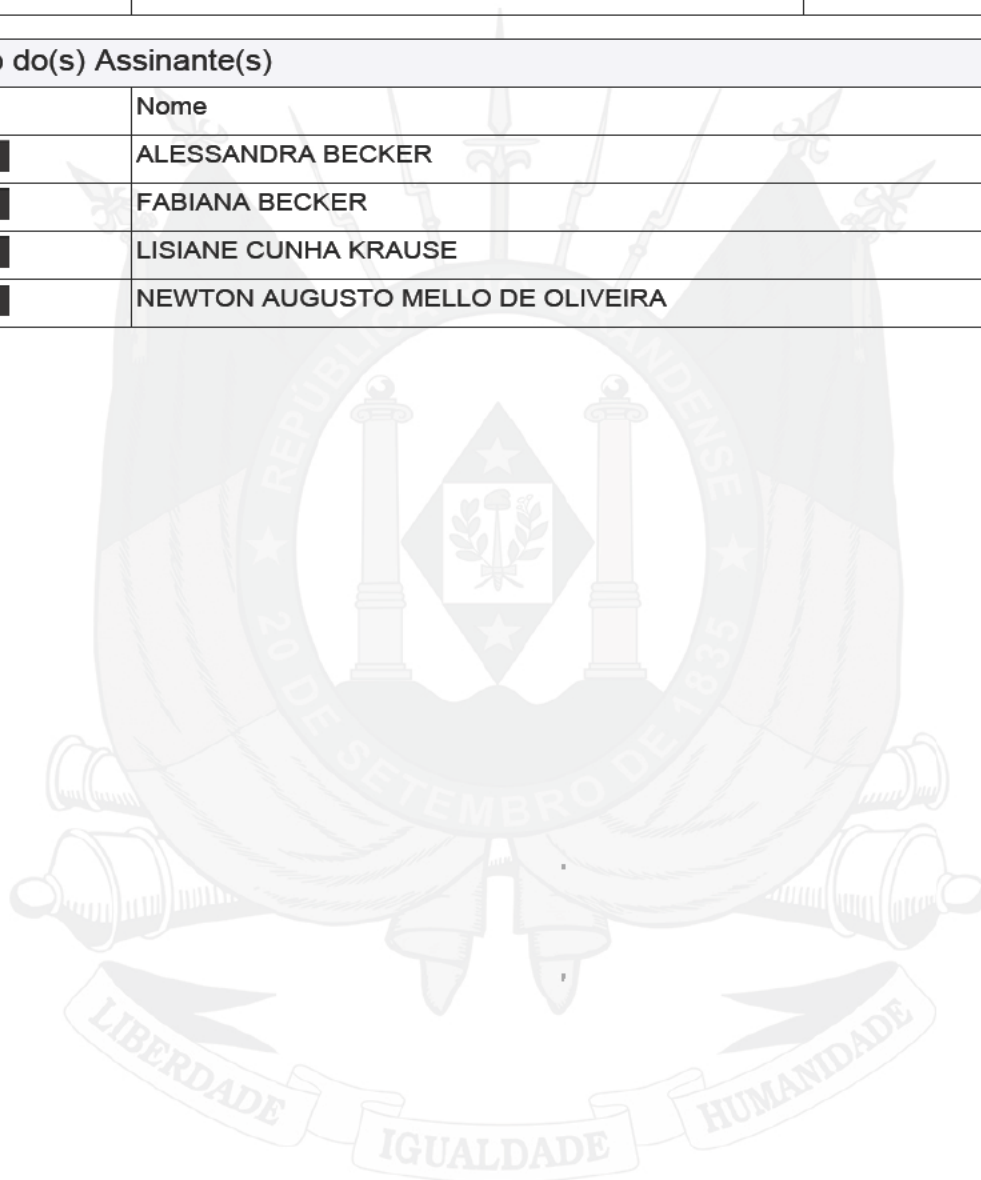 o do(s) Assinante(s)
Nome
ALESSANDRA BECKER
FABIANA BECKER
LISIANE CUNHA KRAUSE
NEWTON AUGUSTO MELLO DE OLIVEIRA
REPÚBLICA RIO-GRANDENSE
20 DE SETEMBRO DE 1835
LIBERDADE
IGUALDADE
HUMANIDADE